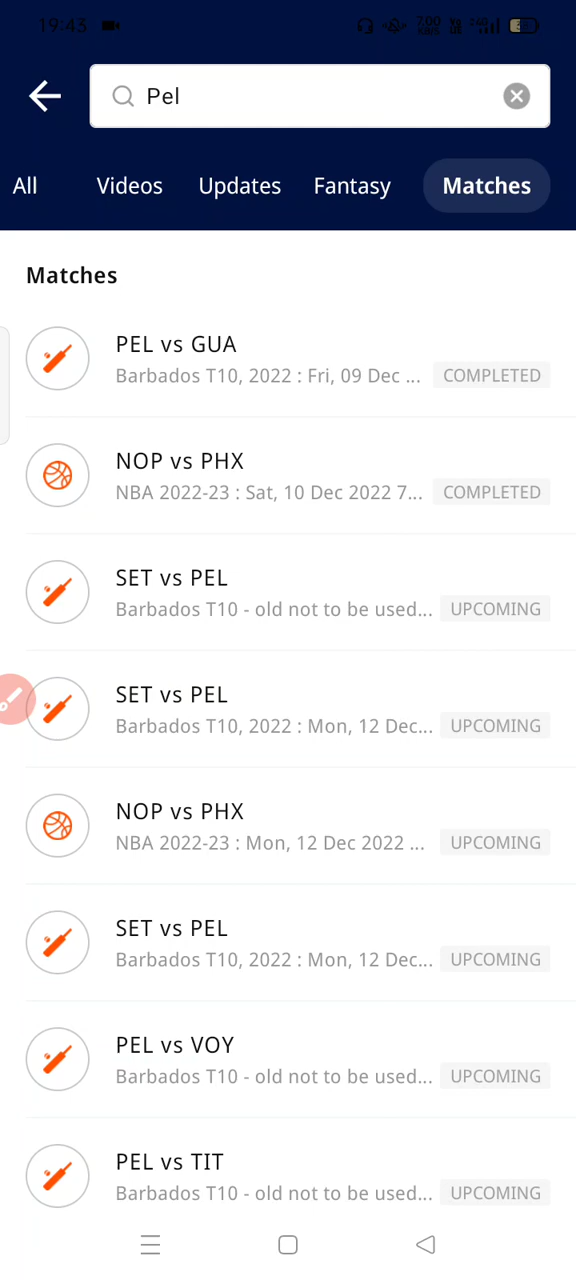 19:43
7.00
Pel
All Videos Updates Fantasy Matches
Matches
PEL vs GUA
Barbados T10, 2022 : Fri, 09 Dec ... COMPLETED
NOP vs PHX
NBA 2022-23 : Sat, 10 Dec 2022 7... COMPLETED
SET vs PEL
Barbados T10 - old not to be used... UPCOMING
SET vs PEL
Barbados T10, 2022 : Mon, 12 Dec... UPCOMING
NOP vs PHX
NBA 2022-23 : Mon, 12 Dec 2022 ... UPCOMING
SET vs PEL
Barbados T10, 2022 : Mon, 12 Dec... UPCOMING
PEL vs VOY
Barbados T10 - old not to be used... UPCOMING
PEL vs TIT
Barbados T10 - old not to be used... UPCOMING